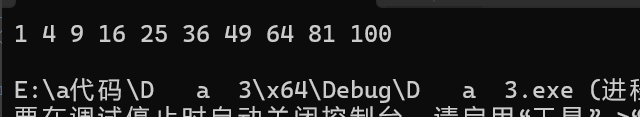 1 4 9 16 25 36 49 64 81 100
E:\a代码\D   a  3\x64\Debug\D   a  3.exe (进程
要在调试停止时自动关闭控制台，请启用“工具”->“